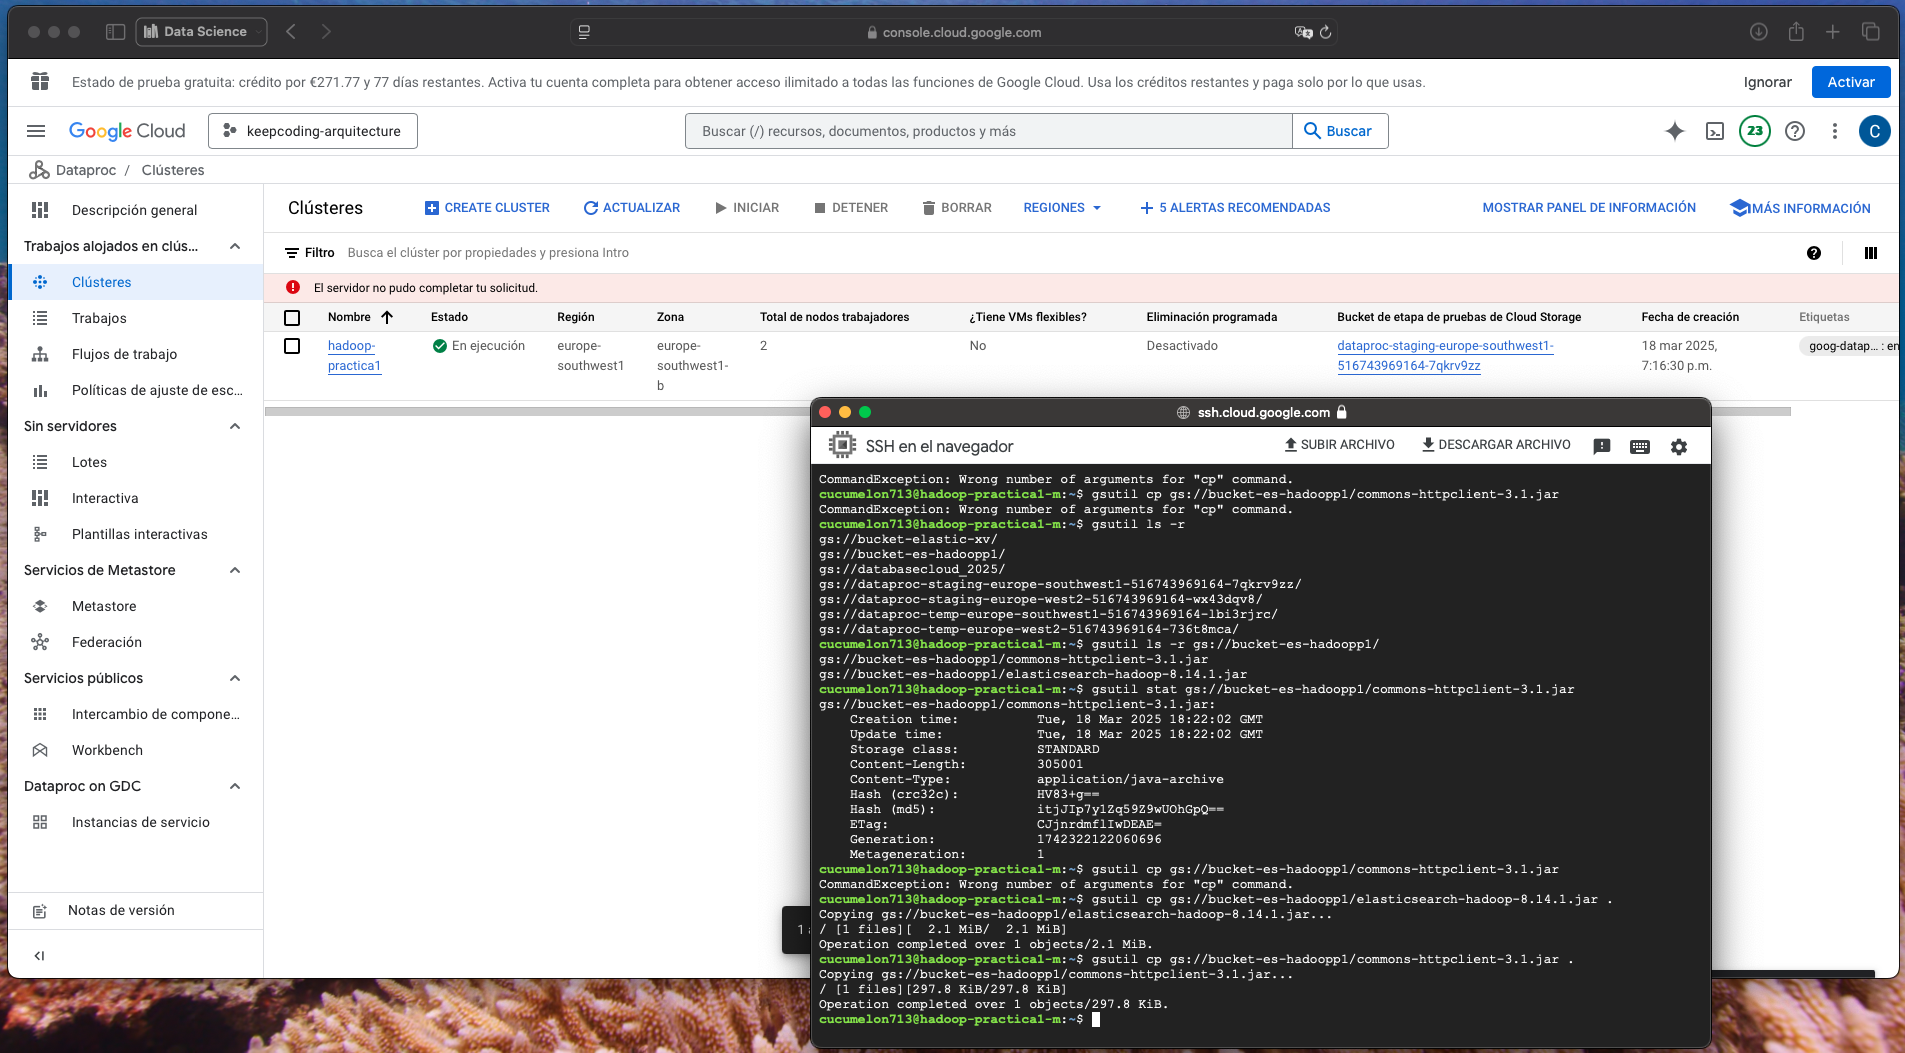 Data Science
console.cloud.google.com
Estado de prueba gratuita: crédito por €271.77 y 77 días restantes. Activa tu cuenta completa para obtener acceso ilimitado a todas las funciones de Google Cloud. Usa los créditos restantes y paga solo por lo que usas.
Ignorar
Activar
Google Cloud
keepcoding-arquitecture
Buscar (/) recursos, documentos, productos y más
Buscar
23
C
Dataproc / Clústeres
Descripción general
Trabajos alojados en clús...
Clústeres
Trabajos
Flujos de trabajo
Políticas de ajuste de esc...
Sin servidores
Lotes
Interactiva
Plantillas interactivas
Servicios de Metastore
Metastore
Federación
Servicios públicos
Intercambio de compone...
Workbench
Dataproc on GDC
Instancias de servicio
Notas de versión
Clústeres
CREATE CLUSTER
ACTUALIZAR
INICIAR
DETENER
BORRAR
REGIONES
5 ALERTAS RECOMENDADAS
MOSTRAR PANEL DE INFORMACIÓN
MÁS INFORMACIÓN
Filtro
Busca el clúster por propiedades y presiona Intro
El servidor no pudo completar tu solicitud.
Nombre Estado Región Zona Total de nodos trabajadores ¿Tiene VMs flexibles? Eliminación programada Bucket de etapa de pruebas de Cloud Storage Fecha de creación Etiquetas
hadoop- En ejecución europe- europe- 2 No Desactivado dataproc-staging-europe-southwest1- 18 mar 2025, goog-datap... : en
practica1 southwest1 southwest1- 516743969164-7qkrv9zz 7:16:30 p.m.
b
1
ssh.cloud.google.com
SSH en el navegador
SUBIR ARCHIVO
DESCARGAR ARCHIVO
CommandException: Wrong number of arguments for "cp" command.
cucumelon713@hadoop-practica1-m:~$ gsutil cp gs://bucket-es-hadoopp1/commons-httpclient-3.1.jar
CommandException: Wrong number of arguments for "cp" command.
cucumelon713@hadoop-practica1-m:~$ gsutil ls -r
gs://bucket-elastic-xv/
gs://bucket-es-hadoopp1/
gs://databasecloud_2025/
gs://dataproc-staging-europe-southwest1-516743969164-7qkrv9zz/
gs://dataproc-staging-europe-west2-516743969164-wx43dqv8/
gs://dataproc-temp-europe-southwest1-516743969164-lbi3rjrc/
gs://dataproc-temp-europe-west2-516743969164-736t8mca/
cucumelon713@hadoop-practica1-m:~$ gsutil ls -r gs://bucket-es-hadoopp1/
gs://bucket-es-hadoopp1/commons-httpclient-3.1.jar
gs://bucket-es-hadoopp1/elasticsearch-hadoop-8.14.1.jar
cucumelon713@hadoop-practica1-m:~$ gsutil stat gs://bucket-es-hadoopp1/commons-httpclient-3.1.jar
gs://bucket-es-hadoopp1/commons-httpclient-3.1.jar:
Creation time: Tue, 18 Mar 2025 18:22:02 GMT
Update time: Tue, 18 Mar 2025 18:22:02 GMT
Storage class: STANDARD
Content-Length: 305001
Content-Type: application/java-archive
Hash (crc32c): HV83+g==
Hash (md5): itjJIp7y1Zq59Z9wUOhGpQ==
ETag: CJjnrdmflIwDEAE=
Generation: 1742322122060696
Metageneration: 1
cucumelon713@hadoop-practica1-m:~$ gsutil cp gs://bucket-es-hadoopp1/commons-httpclient-3.1.jar
CommandException: Wrong number of arguments for "cp" command.
cucumelon713@hadoop-practica1-m:~$ gsutil cp gs://bucket-es-hadoopp1/elasticsearch-hadoop-8.14.1.jar .
Copying gs://bucket-es-hadoopp1/elasticsearch-hadoop-8.14.1.jar...
/ [1 files][ 2.1 MiB/ 2.1 MiB]
Operation completed over 1 objects/2.1 MiB.
cucumelon713@hadoop-practica1-m:~$ gsutil cp gs://bucket-es-hadoopp1/commons-httpclient-3.1.jar .
Copying gs://bucket-es-hadoopp1/commons-httpclient-3.1.jar...
/ [1 files][297.8 KiB/297.8 KiB]
Operation completed over 1 objects/297.8 KiB.
cucumelon713@hadoop-practica1-m:~$